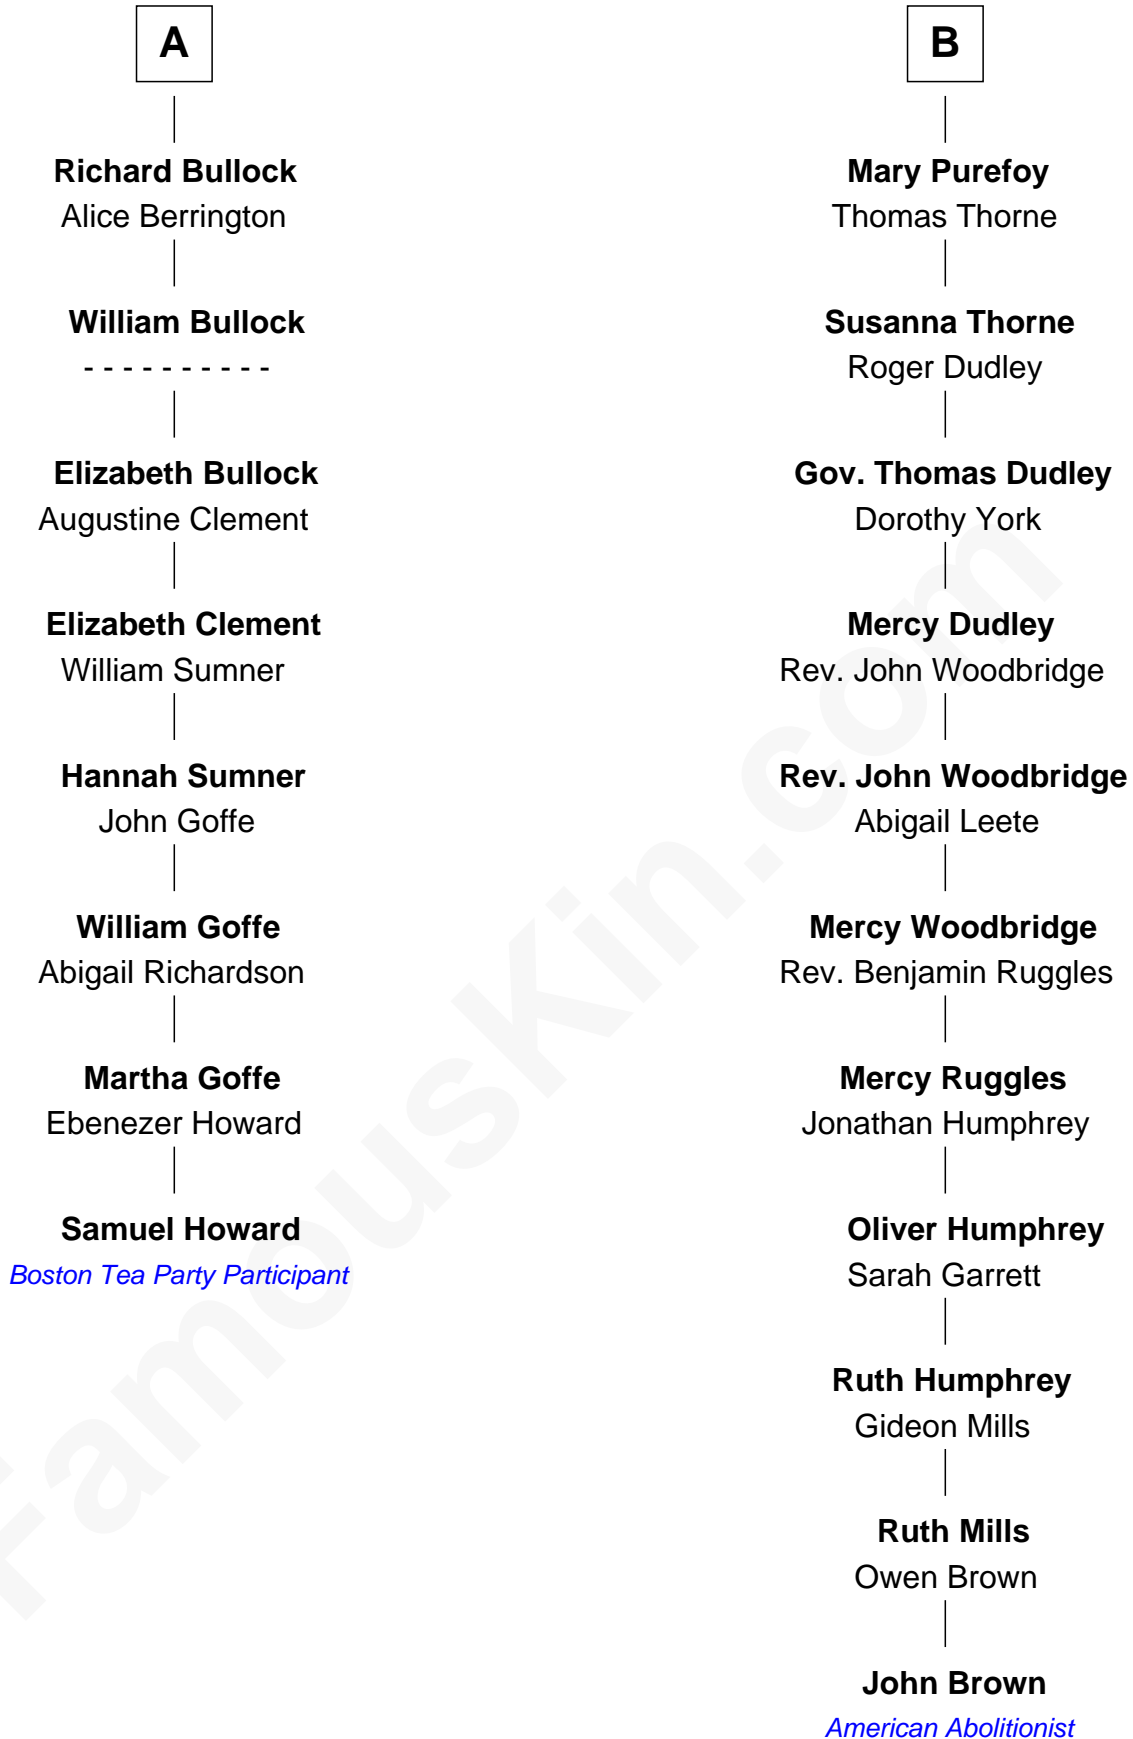 A
Richard Bullock
Alice Berrington
William Bullock
- - - - - - - - - -
Elizabeth Bullock
Augustine Clement
Elizabeth Clement
William Sumner
Hannah Sumner
John Goffe
William Goffe
Abigail Richardson
Martha Goffe
Ebenezer Howard
Samuel Howard
Boston Tea Party Participant
B
Mary Purefoy
Thomas Thorne
Susanna Thorne
Roger Dudley
Gov. Thomas Dudley
Dorothy York
Mercy Dudley
Rev. John Woodbridge
Rev. John Woodbridge
Abigail Leete
Mercy Woodbridge
Rev. Benjamin Ruggles
Mercy Ruggles
Jonathan Humphrey
Oliver Humphrey
Sarah Garrett
Ruth Humphrey
Gideon Mills
Ruth Mills
Owen Brown
John Brown
American Abolitionist
FamousKin.com